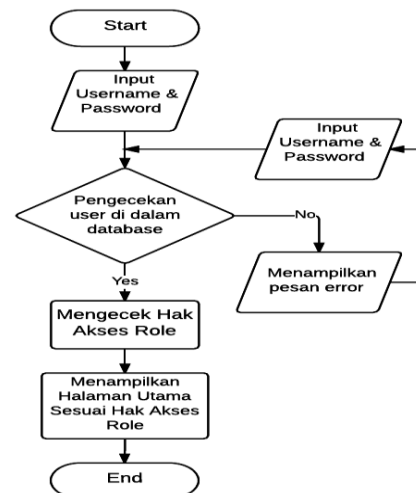 Start
Input
Username &
Password
Input
Username &
Password
Pengecekan
user di dalam
database
No
Menampilkan
pesan error
Yes
Mengecek Hak
Akses Role
Menampilkan
Halaman Utama
Sesuai Hak Akses
Role
End